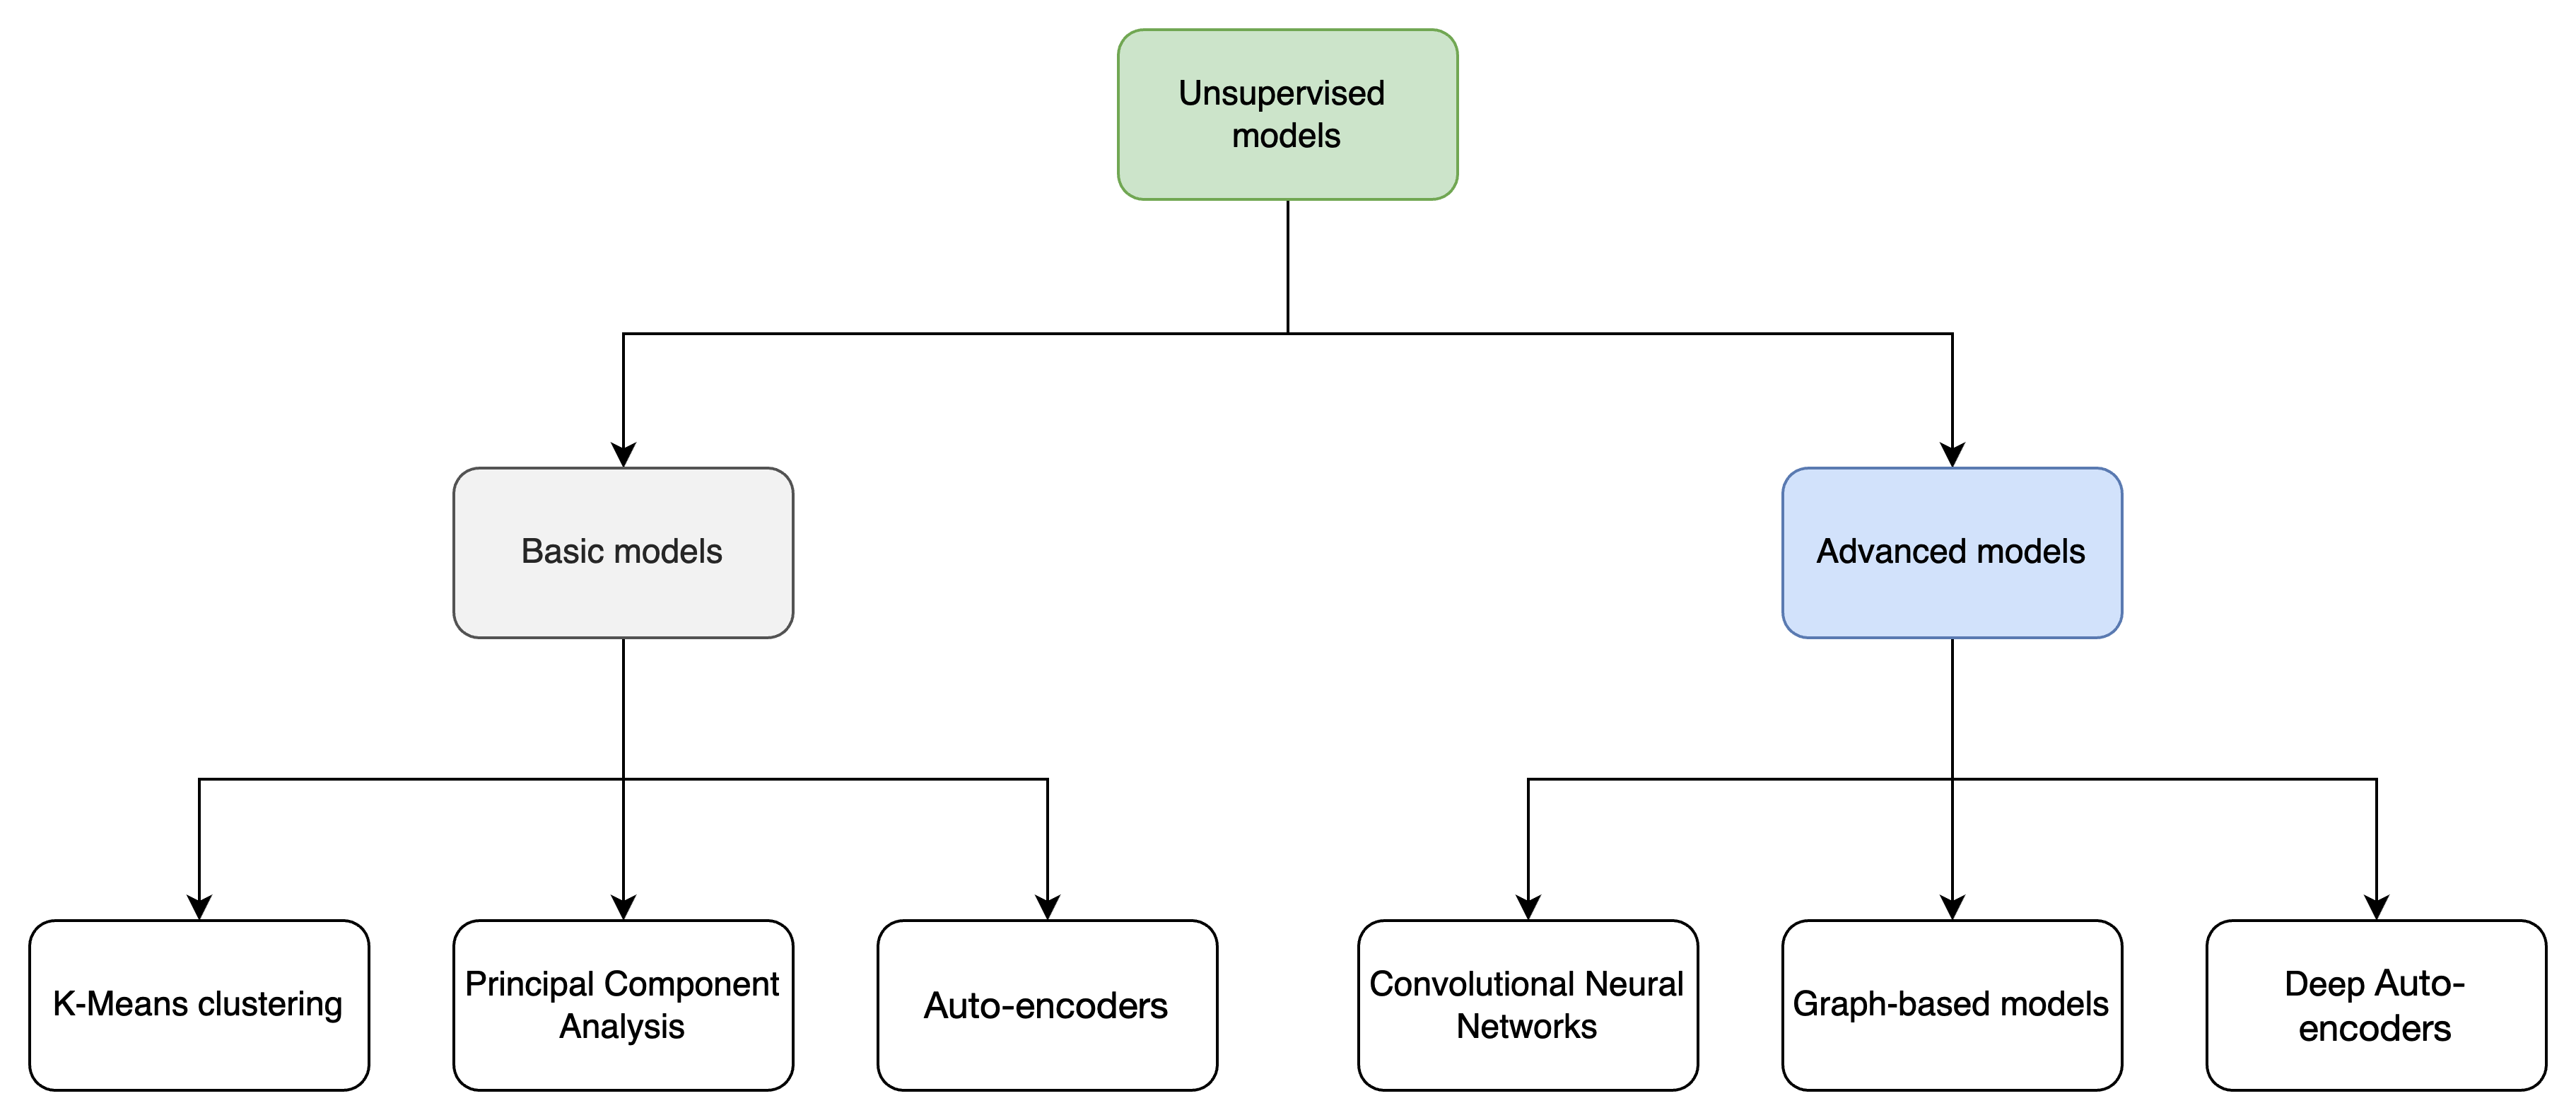 Unsupervised
models
Basic models
Advanced models
K-Means clustering
Principal Component
Analysis
Auto-encoders
Convolutional Neural
Networks
Graph-based models
Deep Auto-
encoders